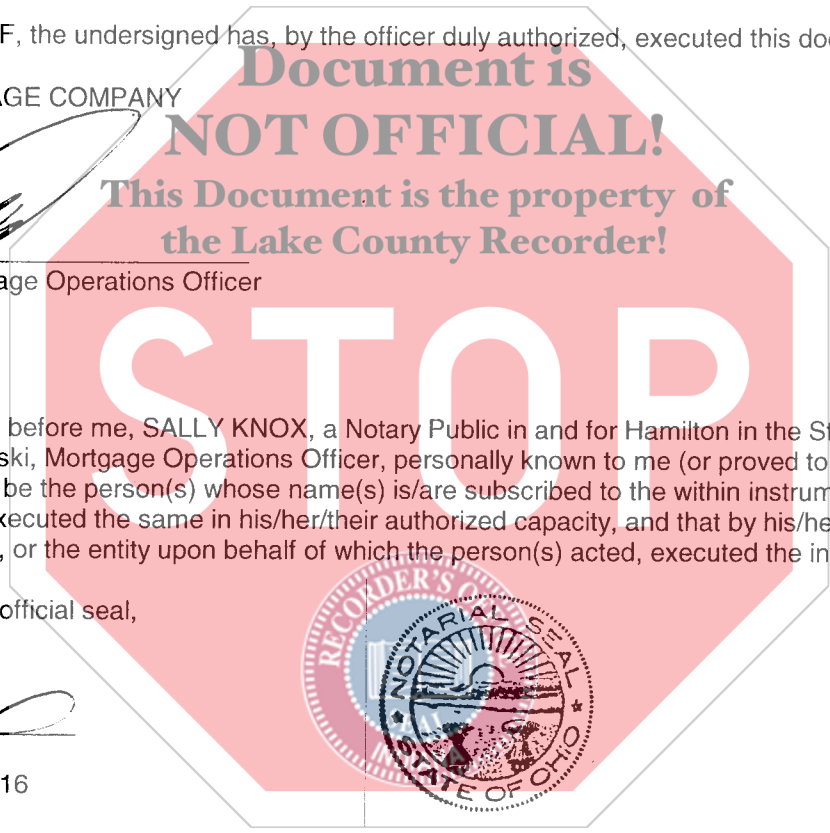 F, the undersigned has, by the officer duly authorized, executed this doc
Document is
AGE COMPANY
NOT OFFICIAL!
This Document is the property of
the Lake County Recorder!
age Operations Officer
STOP
before me, SALLY KNOX, a Notary Public in and for Hamilton in the St
ski, Mortgage Operations Officer, personally known to me (or proved to
be the person(s) whose name(s) is/are subscribed to the within instrum
xecuted the same in his/her/their authorized capacity, and that by his/he
, or the entity upon behalf of which the person(s) acted, executed the in
RECORDER'S
official seal,
NOTARIAL SEAL
SEAL
STATE OF OHIO
16